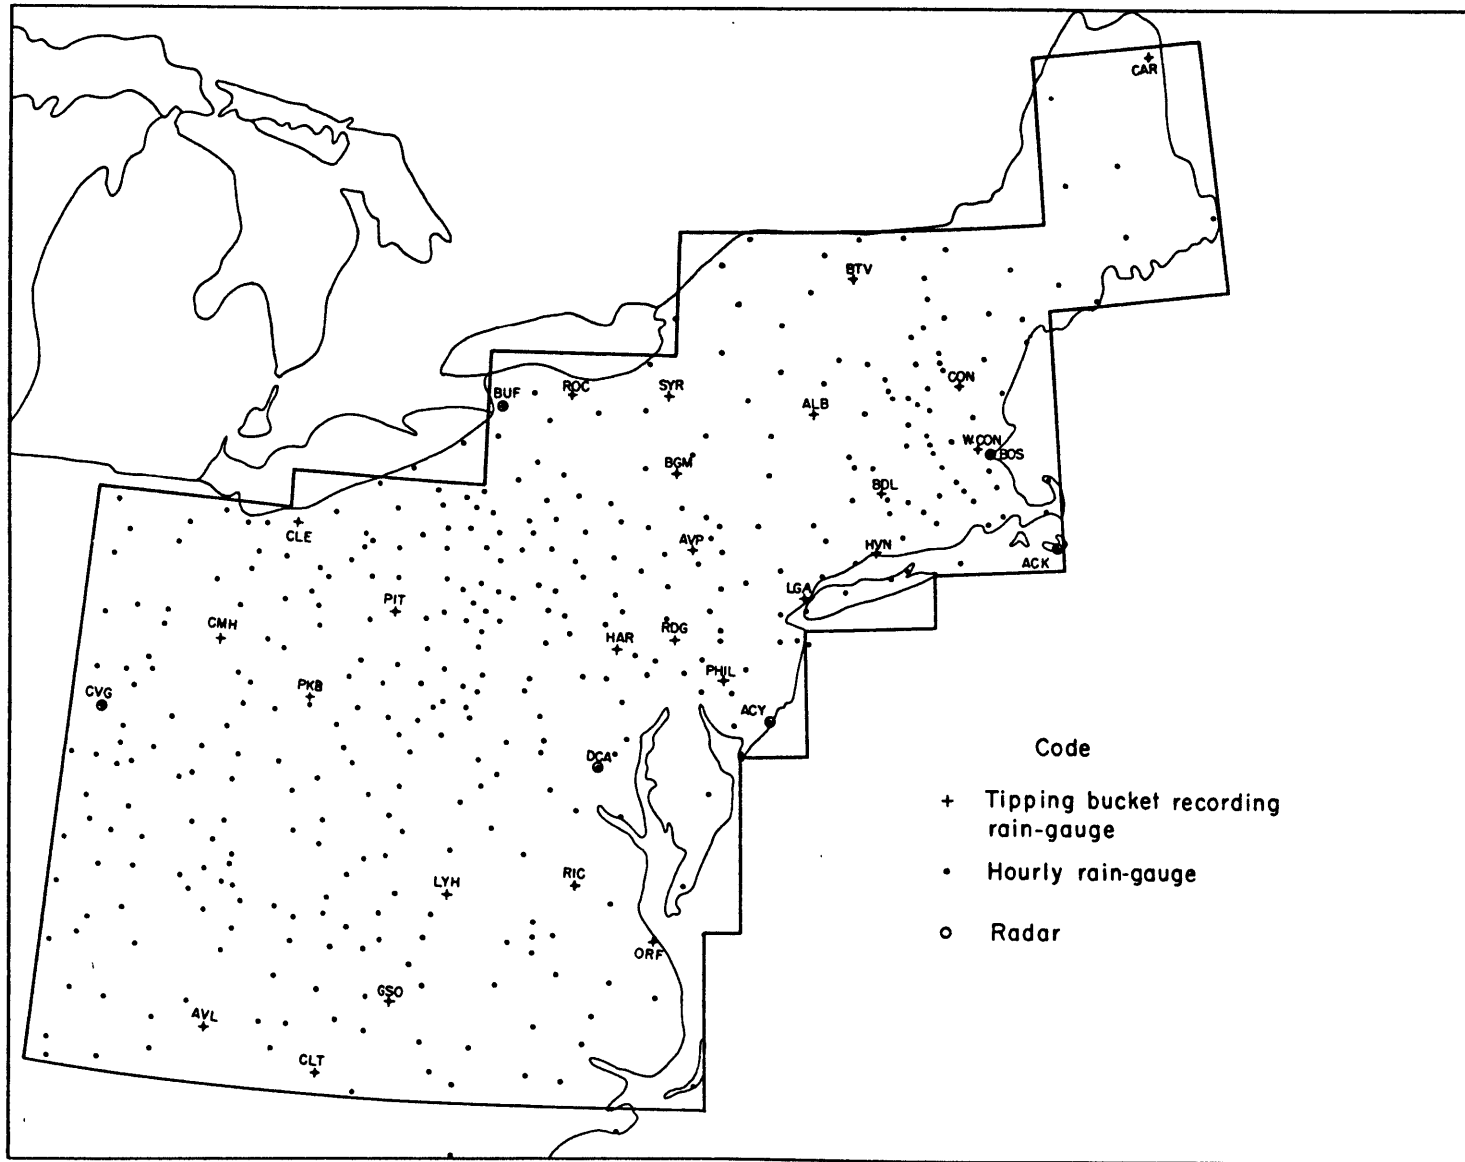 CAR
BTV
BUF
ROC
SYR
CON
ALB
W.CON
BOS
BGM
BDL
CLE
AVP
HVN
ACK
PIT
LGA
CMH
HAR
RDG
PHIL
CVG
PKB
ACY
DCA
LYH
RIC
ORF
GSO
AVL
CLT
Code
+ Tipping bucket recording
rain-gauge
• Hourly rain-gauge
o Radar